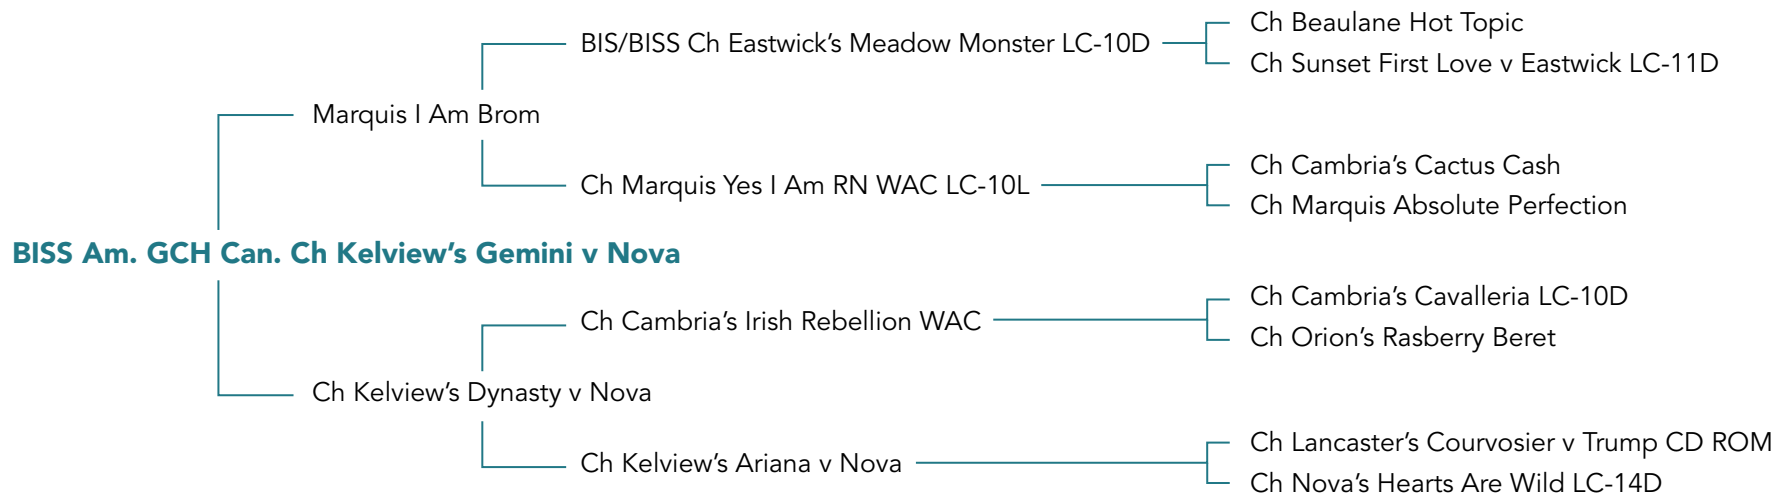 Ch Beaulane Hot Topic
BIS/BISS Ch Eastwick’s Meadow Monster LC-10D
Ch Sunset First Love v Eastwick LC-11D
Marquis I Am Brom
Ch Cambria’s Cactus Cash
Ch Marquis Yes I Am RN WAC LC-10L
Ch Marquis Absolute Perfection
BISS Am. GCH Can. Ch Kelview’s Gemini v Nova
Ch Cambria’s Cavalleria LC-10D
Ch Cambria’s Irish Rebellion WAC
Ch Orion’s Rasberry Beret
Ch Kelview’s Dynasty v Nova
Ch Lancaster’s Courvosier v Trump CD ROM
Ch Kelview’s Ariana v Nova
Ch Nova’s Hearts Are Wild LC-14D